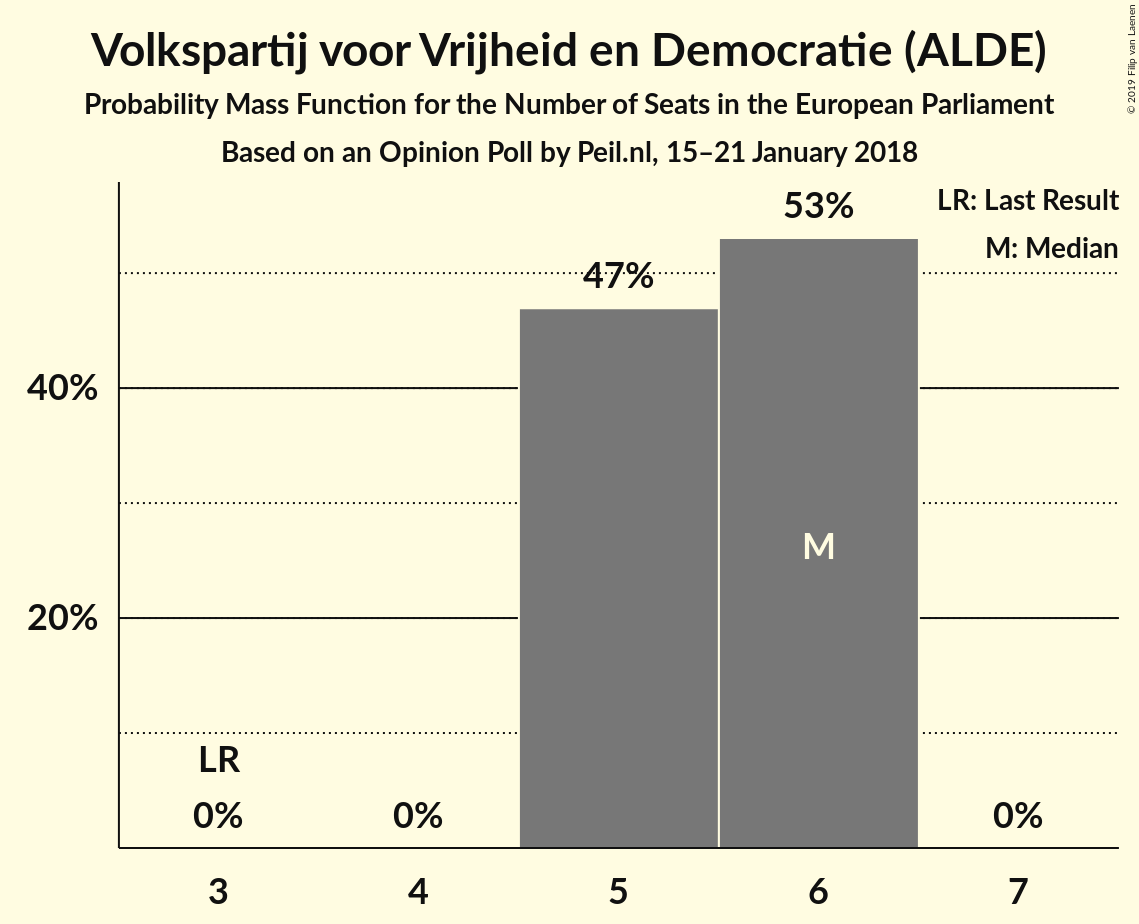 Volkspartij voor Vrijheid en Democratie (ALDE)
Probability Mass Function for the Number of Seats in the European Parliament
Based on an Opinion Poll by Peil.nl, 15–21 January 2018
© 2019 Filip van Laenen
LR: Last Result
M: Median
53%
47%
40%
M
20%
LR
0%
0%
0%
3
4
5
6
7